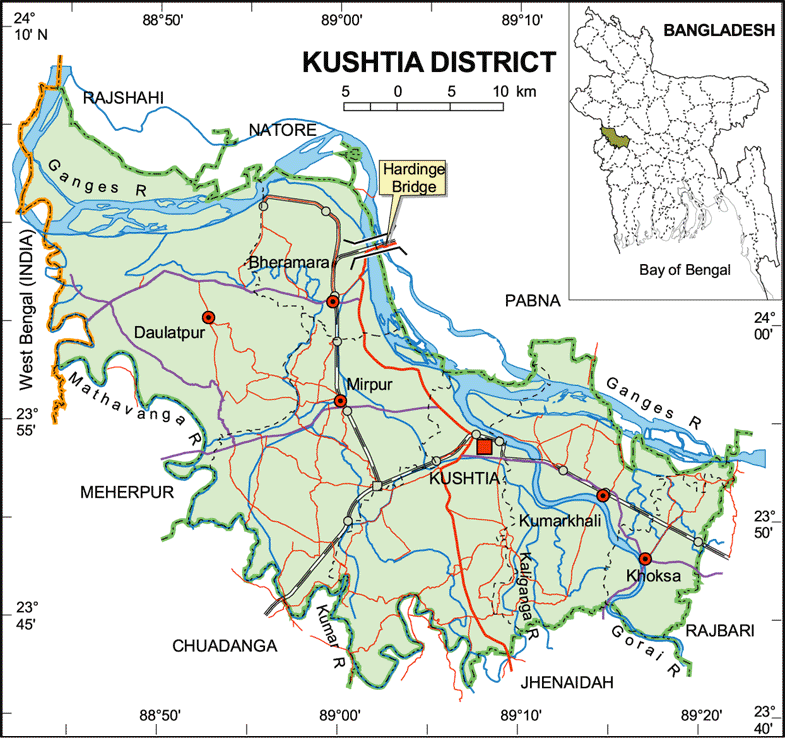 24°
10' N
88°50'
89°00'
89°10'
BANGLADESH
KUSHTIA DISTRICT
5 0 5 10 km
RAJSHAHI
NATORE
Hardinge
Bridge
Ganges R
Bheramara
West Bengal (INDIA)
Bay of Bengal
PABNA
Daulatpur
24°
00'
Mathavanga R
Mirpur
Ganges R
23°
55'
MEHERPUR
KUSHTIA
Kumarkhali
23°
50'
Kaliganga R
Khoksa
23°
45'
Kumar R
Gorai R
RAJBARI
CHUADANGA
JHENAIDAH
88°50'
89°00'
89°10'
89°20'
23°
40'